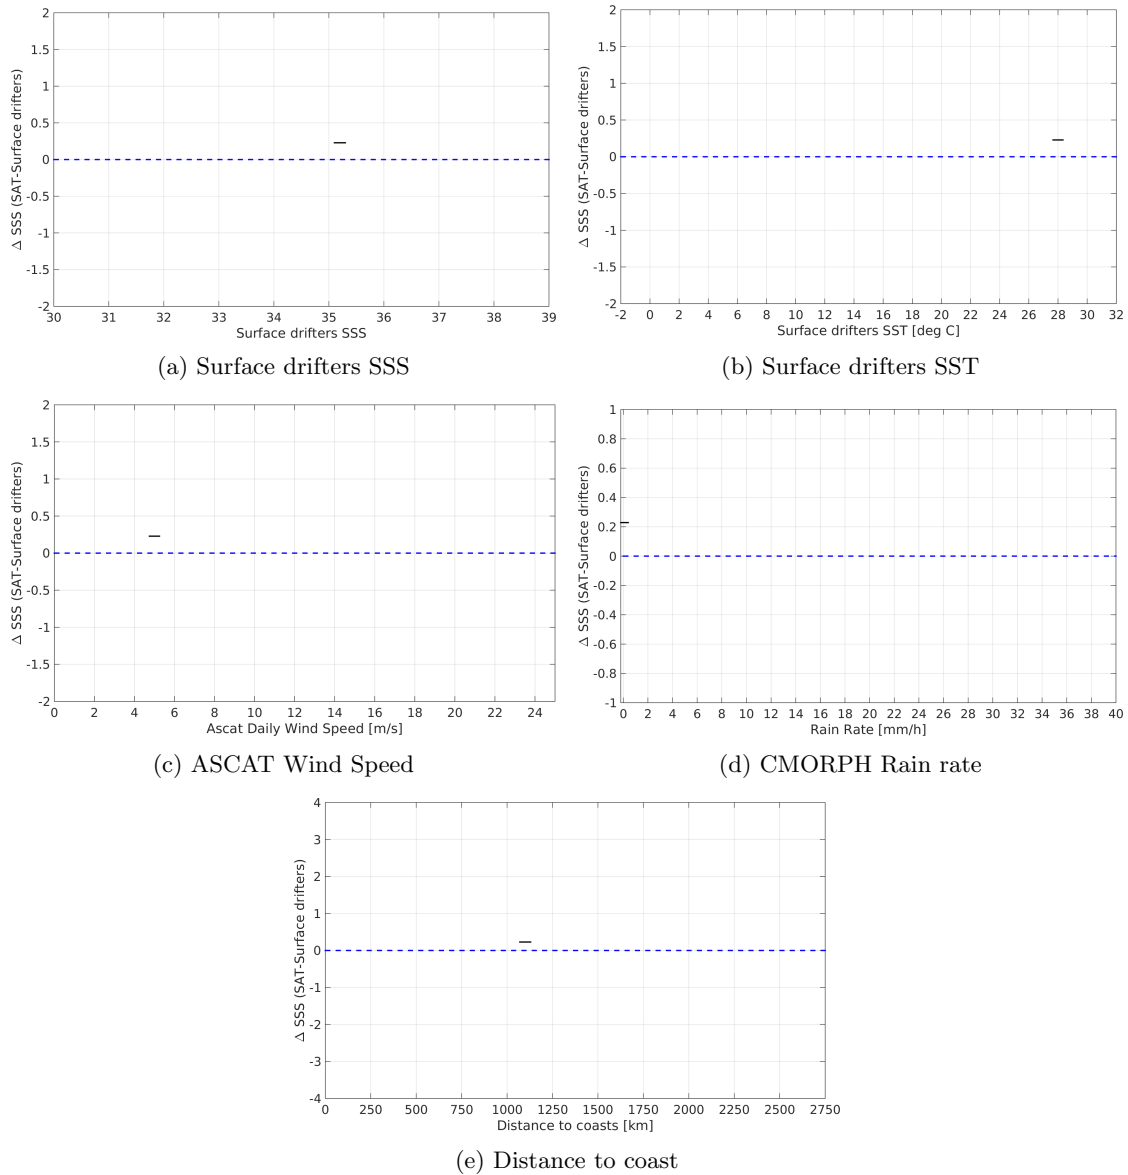 2
1.5
1
0.5
0
-0.5
-1
-1.5
-2
Δ SSS (SAT-Surface drifters)
30 31 32 33 34 35 36 37 38 39
Surface drifters SSS
(a) Surface drifters SSS
2
1.5
1
0.5
0
-0.5
-1
-1.5
-2
Δ SSS (SAT-Surface drifters)
-2 0 2 4 6 8 10 12 14 16 18 20 22 24 26 28 30 32
Surface drifters SST [deg C]
(b) Surface drifters SST
2
1.5
1
0.5
0
-0.5
-1
-1.5
-2
Δ SSS (SAT-Surface drifters)
0 2 4 6 8 10 12 14 16 18 20 22 24
Ascat Daily Wind Speed [m/s]
(c) ASCAT Wind Speed
1
0.8
0.6
0.4
0.2
0
-0.2
-0.4
-0.6
-0.8
-1
Δ SSS (SAT-Surface drifters)
0 2 4 6 8 10 12 14 16 18 20 22 24 26 28 30 32 34 36 38 40
Rain Rate [mm/h]
(d) CMORPH Rain rate
4
3
2
1
0
-1
-2
-3
-4
Δ SSS (SAT-Surface drifters)
0 250 500 750 1000 1250 1500 1750 2000 2250 2500 2750
Distance to coasts [km]
(e) Distance to coast